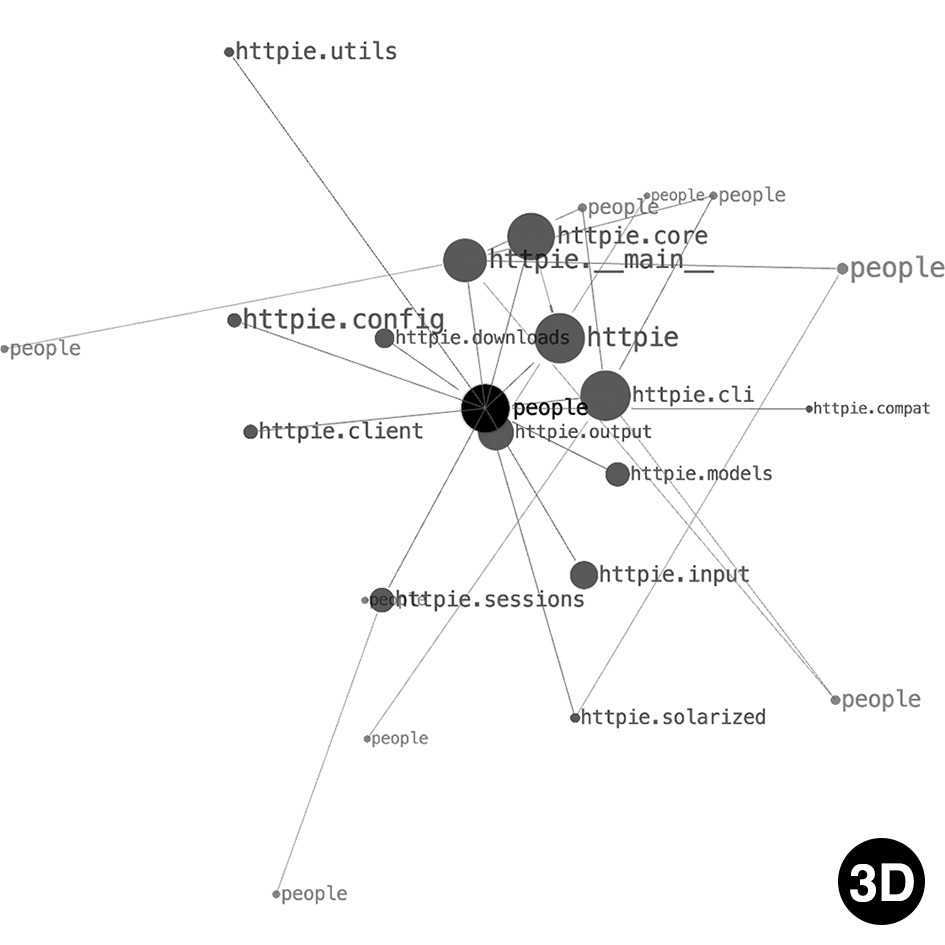 httpie.utils
people
people
people
httpie.core
httpie.__main__
people
httpie.config
httpie.downloads
httpie
people
httpie.cli
people
httpie.compat
httpie.client
httpie.output
httpie.models
httpie.input
people
httpie.sessions
people
httpie.solarized
people
people
3D